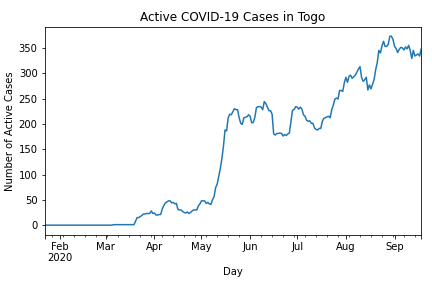 Active COVID-19 Cases in Togo
Number of Active Cases
350
300
250
200
150
100
50
0
Feb Mar Apr May Jun Jul Aug Sep
2020
Day